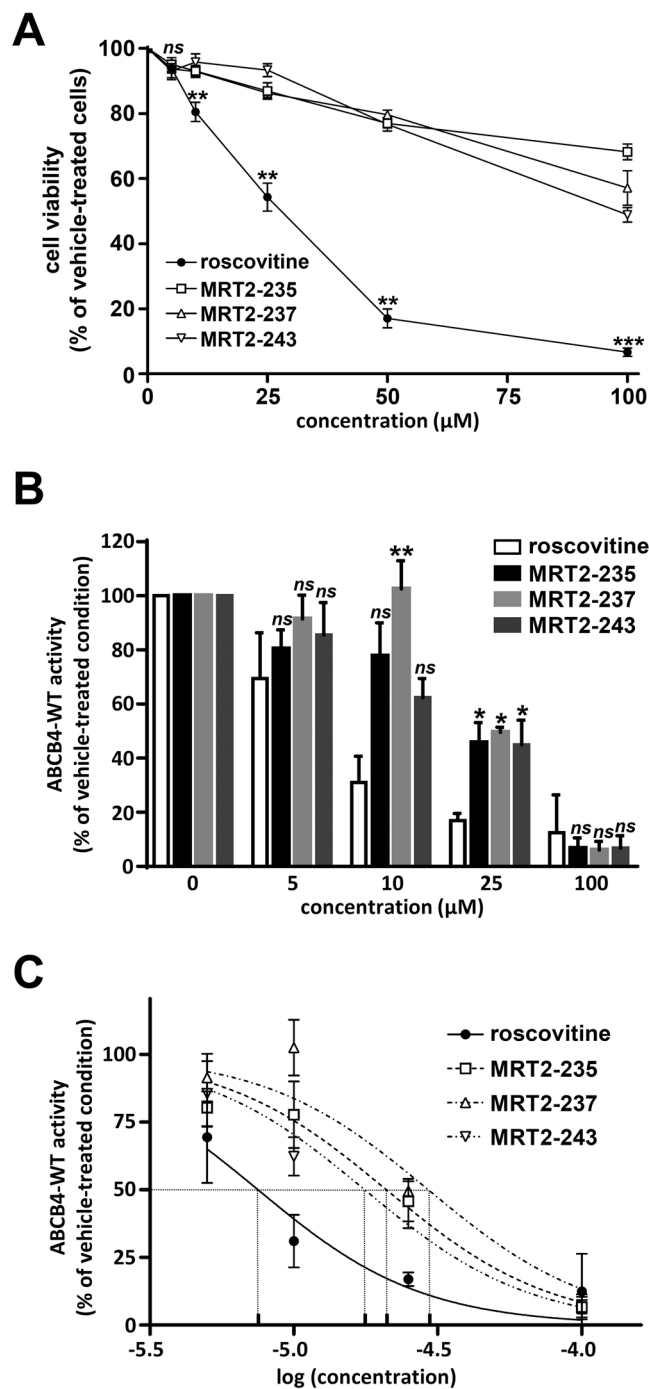 A
cell viability
(% of vehicle-treated cells)
100
80
60
40
20
0
ns
**
**
**
***
roscovitine
MRT2-235
MRT2-237
MRT2-243
0 25 50 75 100
concentration (µM)
B
ABCB4-WT activity
(% of vehicle-treated condition)
120
100
80
60
40
20
0
roscovitine
MRT2-235
MRT2-237
MRT2-243
ns ns ns
ns ** ns
* * *
ns ns ns
0 5 10 25 100
concentration (µM)
C
ABCB4-WT activity
(% of vehicle-treated condition)
100
75
50
25
0
roscovitine
MRT2-235
MRT2-237
MRT2-243
-5.5 -5.0 -4.5 -4.0
log (concentration)